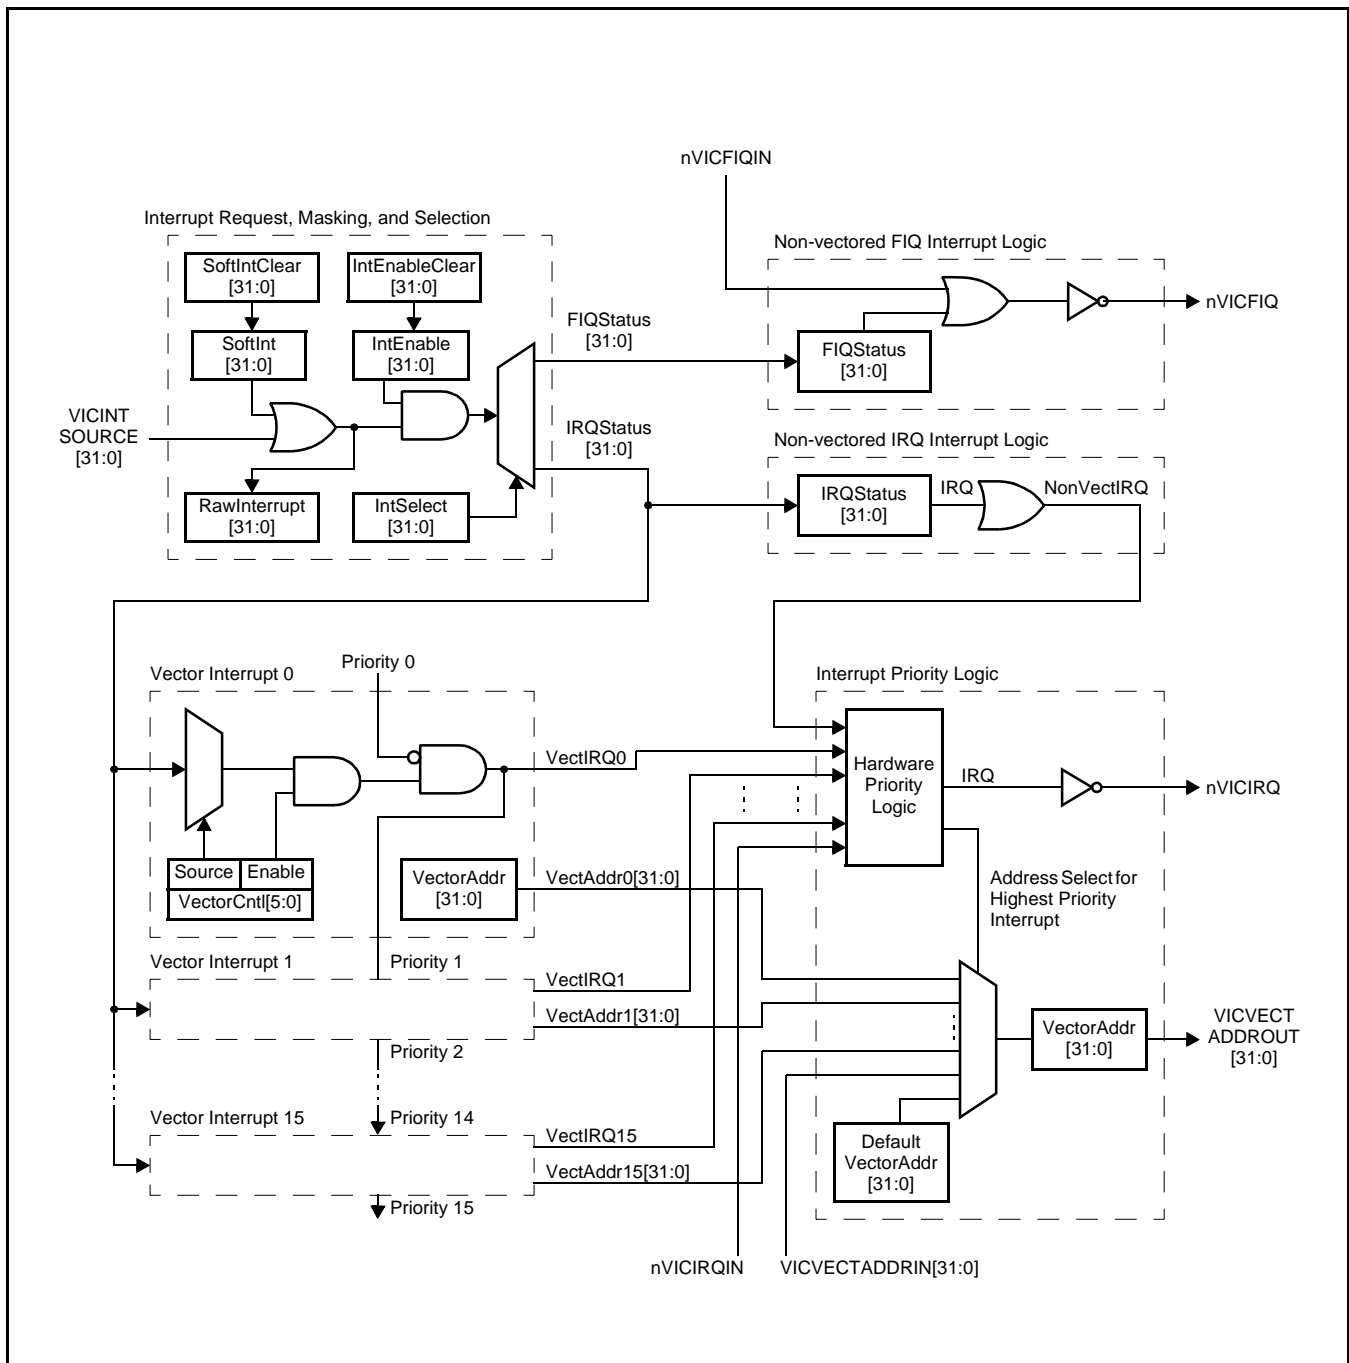 nVICFIQIN
Interrupt Request, Masking, and Selection
SoftIntClear
[31:0]
IntEnableClear
[31:0]
SoftInt
[31:0]
IntEnable
[31:0]
VICINT
SOURCE
[31:0]
RawInterrupt
[31:0]
IntSelect
[31:0]
FIQStatus
[31:0]
IRQStatus
[31:0]
Non-vectored FIQ Interrupt Logic
FIQStatus
[31:0]
nVICFIQ
Non-vectored IRQ Interrupt Logic
IRQStatus
[31:0]
IRQ
NonVectIRQ
Vector Interrupt 0
Priority 0
Source
Enable
VectorCntl[5:0]
VectorAddr
[31:0]
VectIRQ0
VectAddr0[31:0]
Vector Interrupt 1
Priority 1
VectIRQ1
VectAddr1[31:0]
Priority 2
Vector Interrupt 15
Priority 14
VectIRQ15
VectAddr15[31:0]
Priority 15
Interrupt Priority Logic
Hardware
Priority
Logic
IRQ
nVICIRQ
Address Select for
Highest Priority
Interrupt
VectorAddr
[31:0]
VICVECT
ADDROUT
[31:0]
Default
VectorAddr
[31:0]
nVICIRQIN
VICVECTADDRIN[31:0]